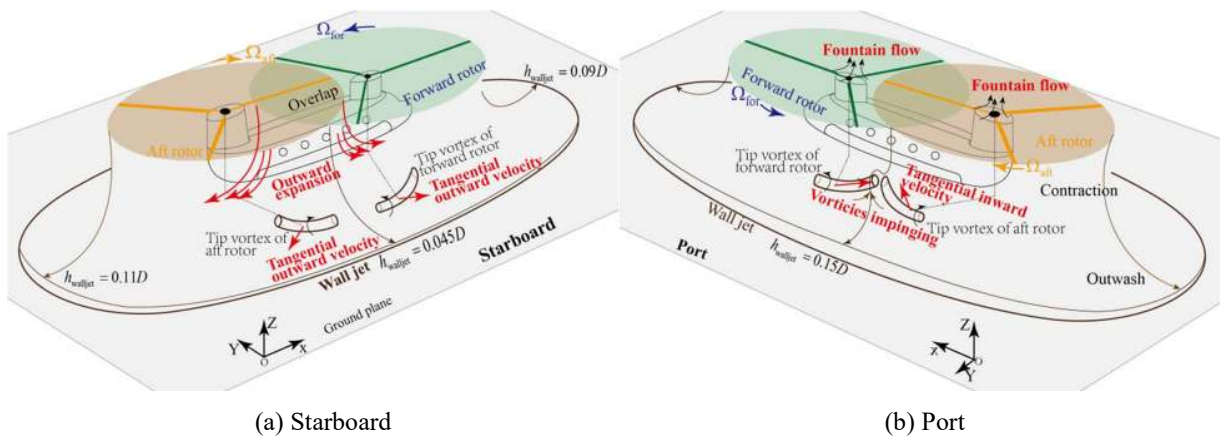 Ω_for
Ω_aft
h_walljet = 0.09D
Overlap
Forward rotor
Aft rotor
Outward
expansion
Tip vortex of
forward rotor
Tangential
outward velocity
Tip vortex of
aft rotor
Tangential
outward velocity
h_walljet = 0.11D
h_walljet = 0.045D
Wall jet
Starboard
Ground plane
Z
Y
O
x
(a) Starboard
Fountain flow
Fountain flow
Forward rotor
Ω_for
Aft rotor
Ω_aft
Tip vortex of
forward rotor
Tangential inward
velocity
Vorticies impinging
Tip vortex of aft rotor
Contraction
Wall jet
h_walljet = 0.15D
Port
Outwash
Z
x
O
Y
(b) Port